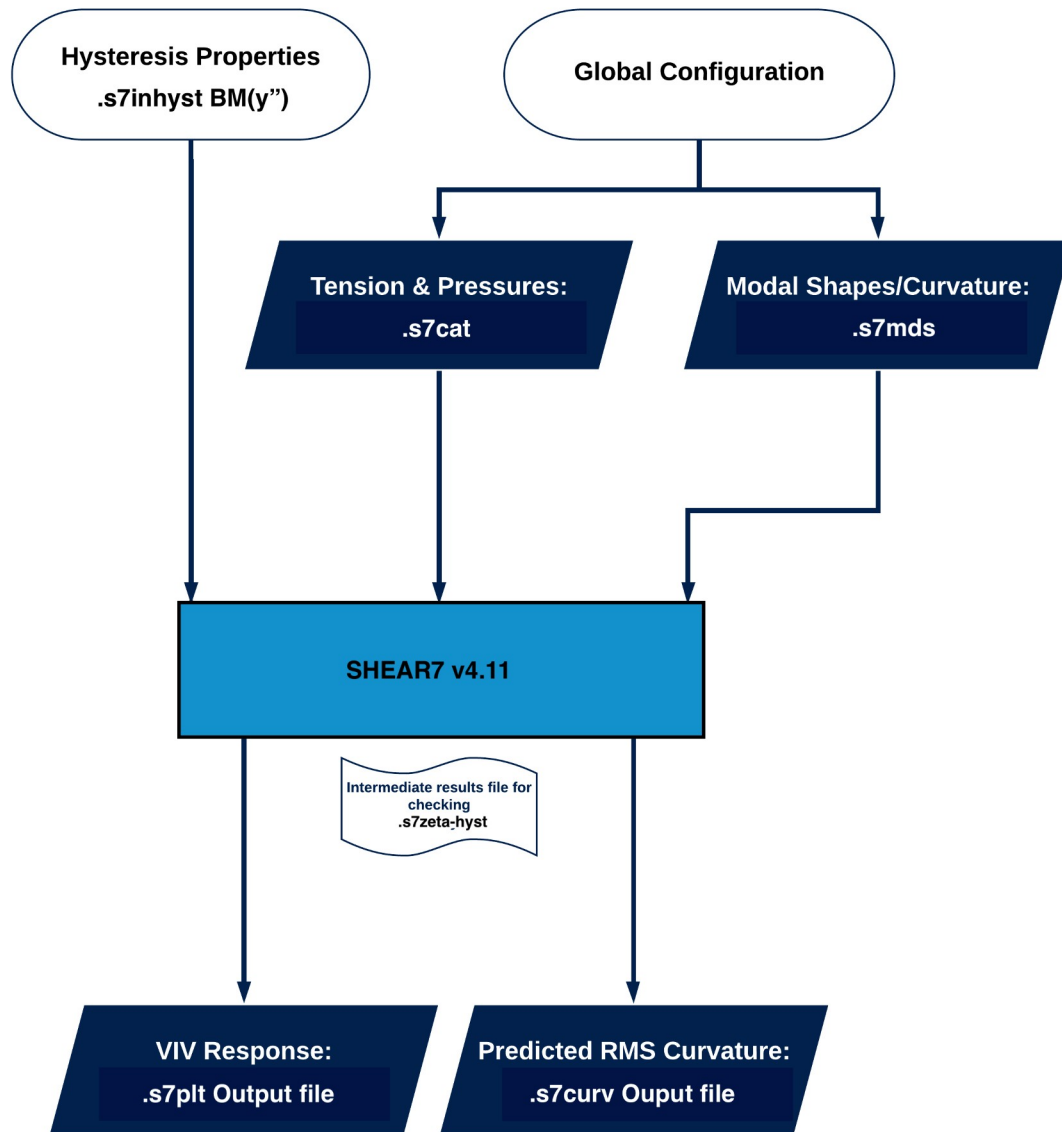 Hysteresis Properties
.s7inhyst BM(y”)
Global Configuration
Tension & Pressures:
.s7cat
Modal Shapes/Curvature:
.s7mds
SHEAR7 v4.11
Intermediate results file for
checking
.s7zeta-hyst
VIV Response:
.s7plt Output file
Predicted RMS Curvature:
.s7curv Ouput file